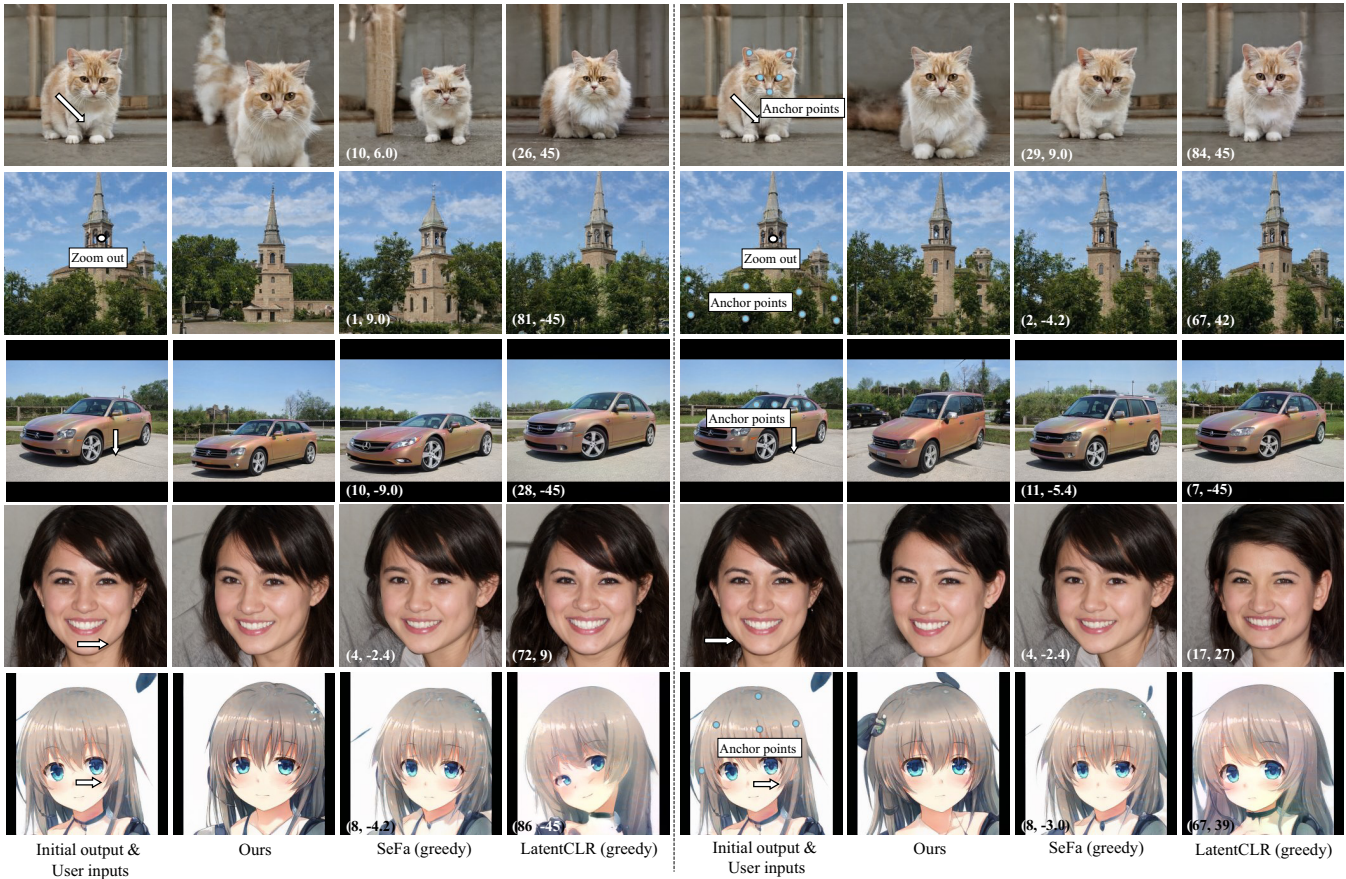 Anchor points
(10, 6.0)
(26, 45)
(29, 9.0)
(84, 45)
Zoom out
Zoom out
Anchor points
(1, 9.0)
(81, -45)
(2, -4.2)
(67, 42)
Anchor points
(10, -9.0)
(28, -45)
(11, -5.4)
(7, -45)
(4, -2.4)
(72, 9)
(4, -2.4)
(17, 27)
Anchor points
(8, -4.2)
(86 -45)
(8, -3.0)
(67, 39)
Initial output &
User inputs
Ours
SeFa (greedy)
LatentCLR (greedy)
Initial output &
User inputs
Ours
SeFa (greedy)
LatentCLR (greedy)